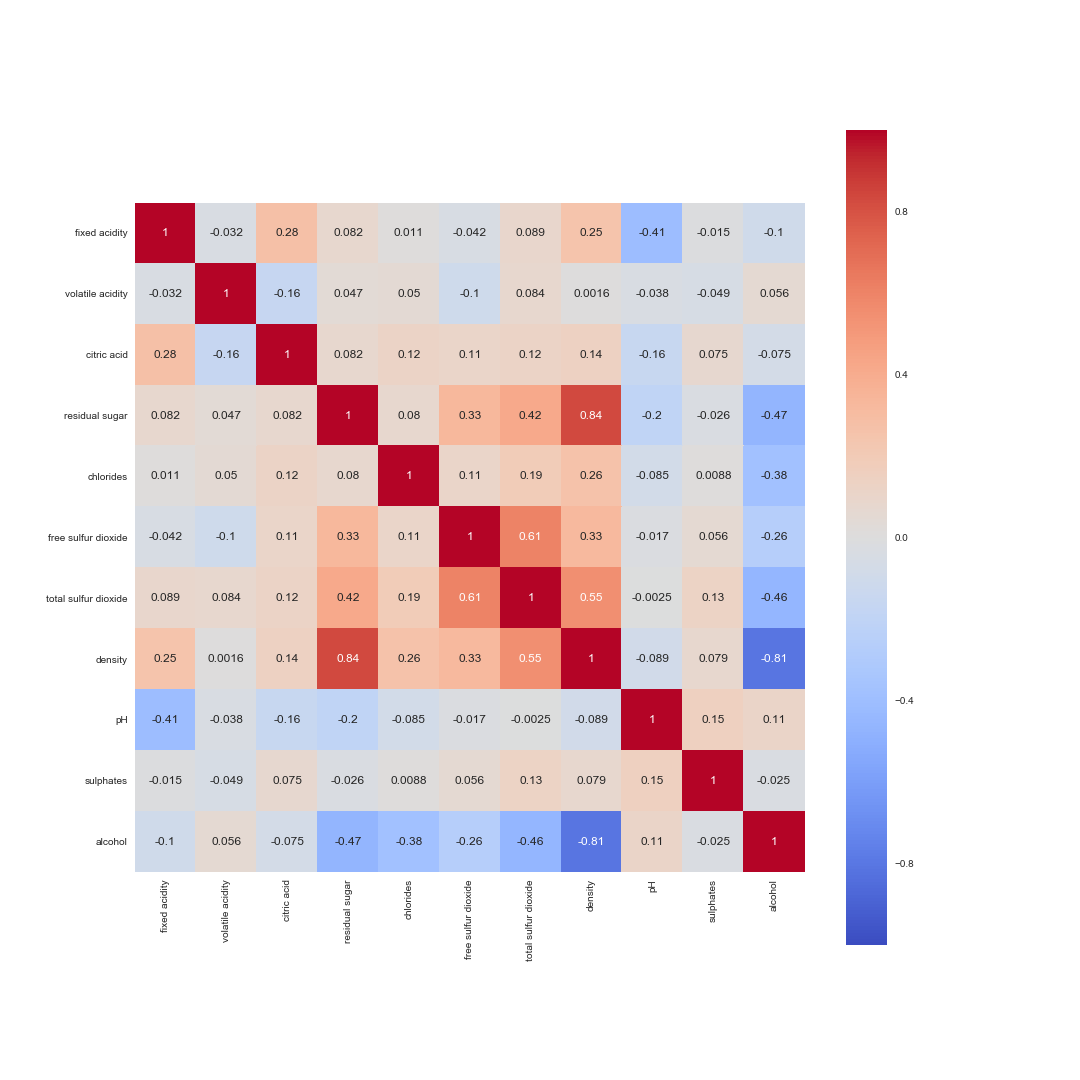 0.8
fixed acidity 1 -0.032 0.28 0.082 0.011 -0.042 0.089 0.25 -0.41 -0.015 -0.1
volatile acidity -0.032 1 -0.16 0.047 0.05 -0.1 0.084 0.0016 -0.038 -0.049 0.056
citric acid 0.28 -0.16 1 0.082 0.12 0.11 0.12 0.14 -0.16 0.075 -0.075
0.4
residual sugar 0.082 0.047 0.082 1 0.08 0.33 0.42 0.84 -0.2 -0.026 -0.47
chlorides 0.011 0.05 0.12 0.08 1 0.11 0.19 0.26 -0.085 0.0088 -0.38
free sulfur dioxide -0.042 -0.1 0.11 0.33 0.11 1 0.61 0.33 -0.017 0.056 -0.26
0.0
total sulfur dioxide 0.089 0.084 0.12 0.42 0.19 0.61 1 0.55 -0.0025 0.13 -0.46
density 0.25 0.0016 0.14 0.84 0.26 0.33 0.55 1 -0.089 0.079 -0.81
−0.4
pH -0.41 -0.038 -0.16 -0.2 -0.085 -0.017 -0.0025 -0.089 1 0.15 0.11
sulphates -0.015 -0.049 0.075 -0.026 0.0088 0.056 0.13 0.079 0.15 1 -0.025
alcohol -0.1 0.056 -0.075 -0.47 -0.38 -0.26 -0.46 -0.81 0.11 -0.025 1
−0.8
fixed acidity
volatile acidity
citric acid
residual sugar
chlorides
free sulfur dioxide
total sulfur dioxide
density
pH
sulphates
alcohol